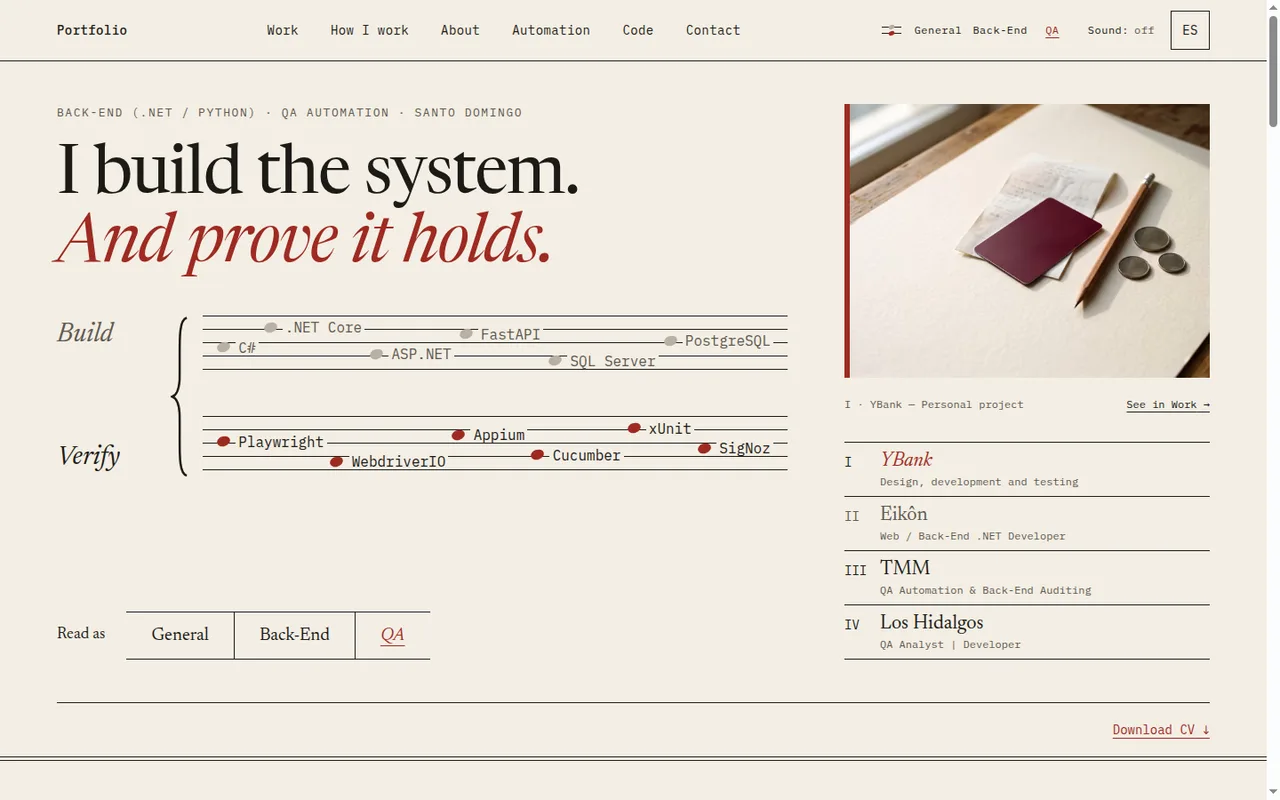 Portfolio
Work How I work About Automation Code Contact
General Back-End QA Sound: off ES
BACK-END (.NET / PYTHON) · QA AUTOMATION · SANTO DOMINGO
I build the system.
And prove it holds.
Build
.NET Core
FastAPI
PostgreSQL
C#
ASP.NET
SQL Server
Verify
Playwright
Appium
xUnit
WebdriverIO
Cucumber
SigNoz
Read as General Back-End QA
I · YBank — Personal project See in Work →
I YBank
Design, development and testing
II Eikôn
Web / Back-End .NET Developer
III TMM
QA Automation & Back-End Auditing
IV Los Hidalgos
QA Analyst | Developer
Download CV ↓